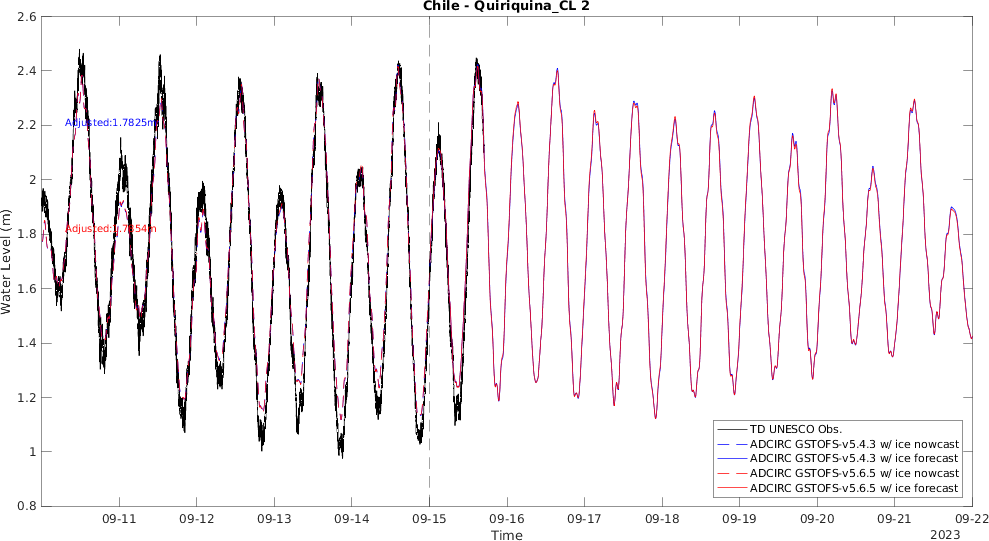 Chile - Quiriquina_CL 2
Water Level (m)
2.6
2.4
2.2
2
1.8
1.6
1.4
1.2
1
0.8
Adjusted:1.7825m
TD UNESCO Obs.
ADCIRC GSTOFS-v5.4.3 w/ ice nowcast
ADCIRC GSTOFS-v5.4.3 w/ ice forecast
ADCIRC GSTOFS-v5.6.5 w/ ice nowcast
ADCIRC GSTOFS-v5.6.5 w/ ice forecast
09-11 09-12 09-13 09-14 09-15 09-16 09-17 09-18 09-19 09-20 09-21 09-22
Time
2023